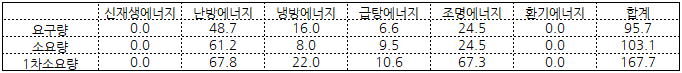 신재생에너지 난방에너지 냉방에너지 급탕에너지 조명에너지 환기에너지 합계
요구량 0.0 48.7 16.0 6.6 24.5 0.0 95.7
소요량 0.0 61.2 8.0 9.5 24.5 0.0 103.1
1차소요량 0.0 67.8 22.0 10.6 67.3 0.0 167.7